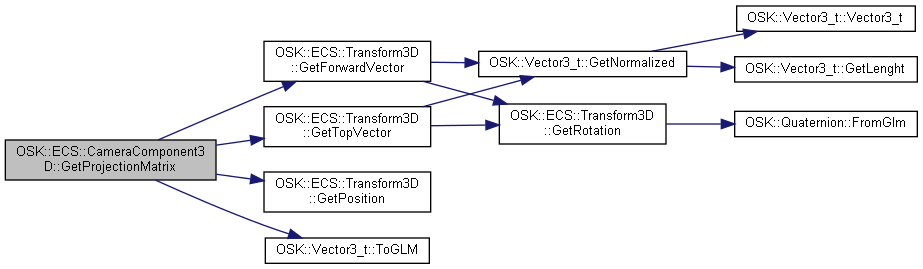 OSK::ECS::CameraComponent3
D::GetProjectionMatrix
OSK::ECS::Transform3D
::GetForwardVector
OSK::ECS::Transform3D
::GetTopVector
OSK::ECS::Transform3D
::GetPosition
OSK::Vector3_t::ToGLM
OSK::Vector3_t::GetNormalized
OSK::ECS::Transform3D
::GetRotation
OSK::Vector3_t::Vector3_t
OSK::Vector3_t::GetLenght
OSK::Quaternion::FromGlm